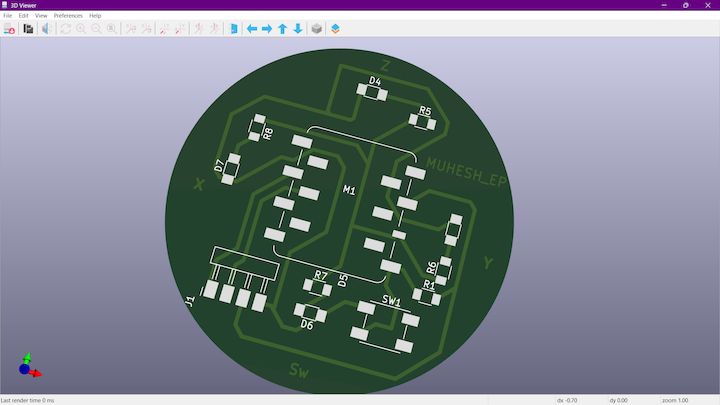 3D Viewer
File Edit View Preferences Help
Z
D4
R5
R8
D7
MUHESH_EP
X
M1
Y
R6
R7
D5
R1
J1
SW1
D6
Sw
Last render time 0 ms
dx -0.70
dy 0.00
zoom 1.00